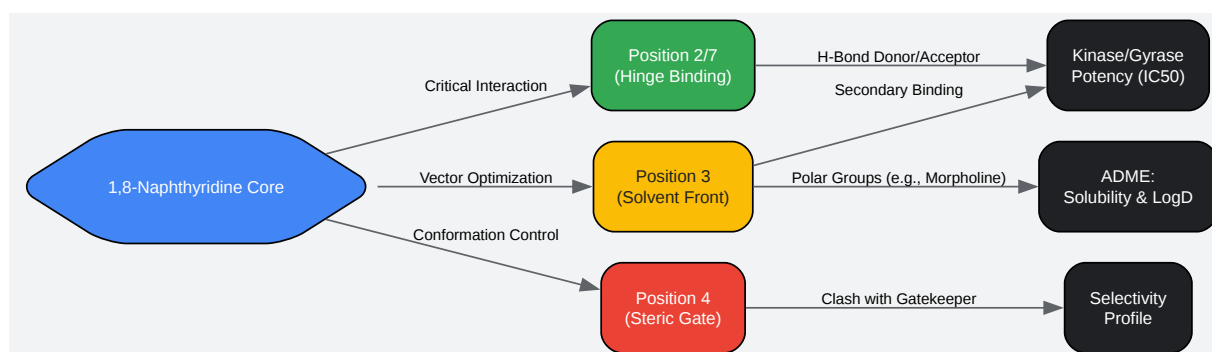 1,8-Naphthyridine Core
Critical Interaction
Vector Optimization
Conformation Control
Position 2/7
(Hinge Binding)
Position 3
(Solvent Front)
Position 4
(Steric Gate)
H-Bond Donor/Acceptor
Secondary Binding
Polar Groups (e.g., Morpholine)
Clash with Gatekeeper
Kinase/Gyrase
Potency (IC50)
ADME:
Solubility & LogD
Selectivity
Profile